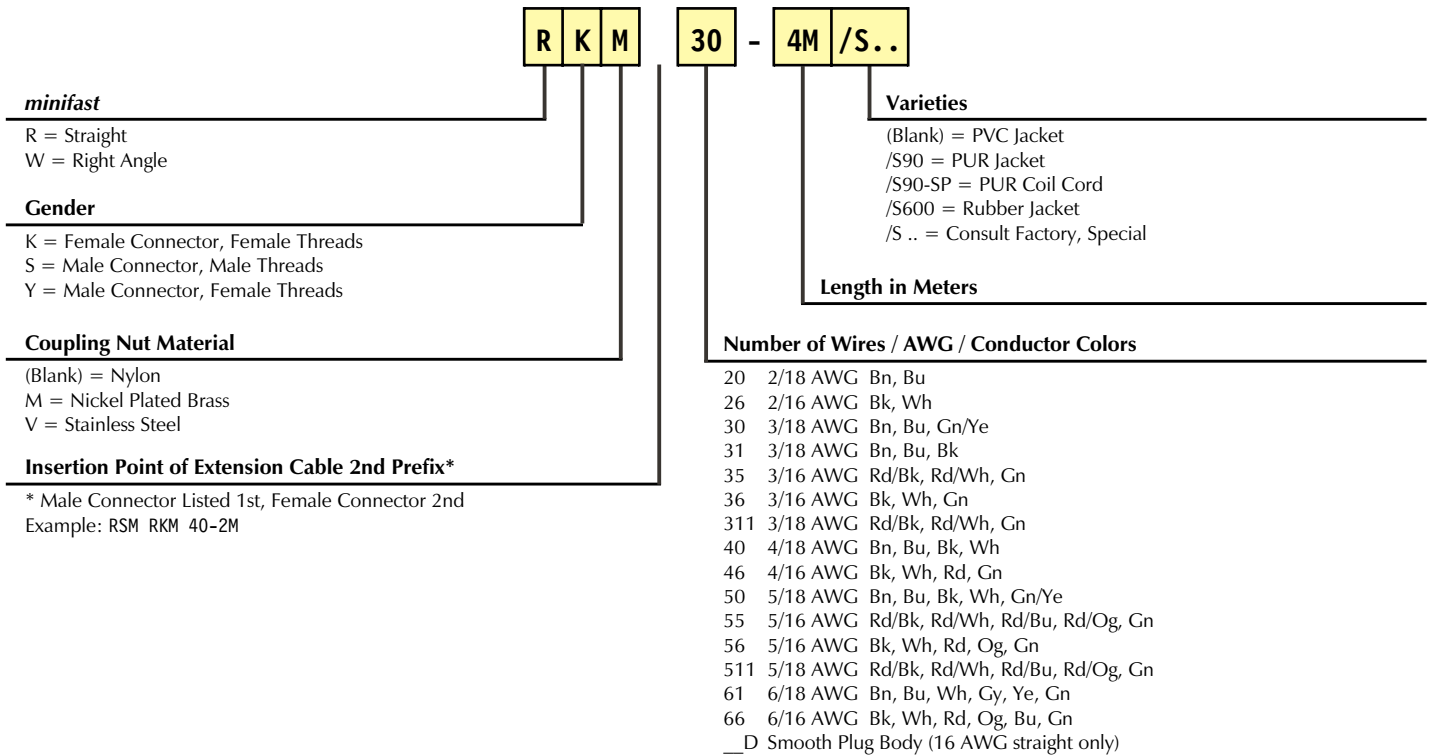 R K M 30 - 4M /S..
minifast
R = Straight
W = Right Angle
Gender
K = Female Connector, Female Threads
S = Male Connector, Male Threads
Y = Male Connector, Female Threads
Coupling Nut Material
(Blank) = Nylon
M = Nickel Plated Brass
V = Stainless Steel
Insertion Point of Extension Cable 2nd Prefix*
* Male Connector Listed 1st, Female Connector 2nd
Example: RSM RKM 40-2M
Varieties
(Blank) = PVC Jacket
/S90 = PUR Jacket
/S90-SP = PUR Coil Cord
/S600 = Rubber Jacket
/S .. = Consult Factory, Special
Length in Meters
Number of Wires / AWG / Conductor Colors
20 2/18 AWG Bn, Bu
26 2/16 AWG Bk, Wh
30 3/18 AWG Bn, Bu, Gn/Ye
31 3/18 AWG Bn, Bu, Bk
35 3/16 AWG Rd/Bk, Rd/Wh, Gn
36 3/16 AWG Bk, Wh, Gn
311 3/18 AWG Rd/Bk, Rd/Wh, Gn
40 4/18 AWG Bn, Bu, Bk, Wh
46 4/16 AWG Bk, Wh, Rd, Gn
50 5/18 AWG Bn, Bu, Bk, Wh, Gn/Ye
55 5/16 AWG Rd/Bk, Rd/Wh, Rd/Bu, Rd/Og, Gn
56 5/16 AWG Bk, Wh, Rd, Og, Gn
511 5/18 AWG Rd/Bk, Rd/Wh, Rd/Bu, Rd/Og, Gn
61 6/18 AWG Bn, Bu, Wh, Gy, Ye, Gn
66 6/16 AWG Bk, Wh, Rd, Og, Bu, Gn
__D Smooth Plug Body (16 AWG straight only)